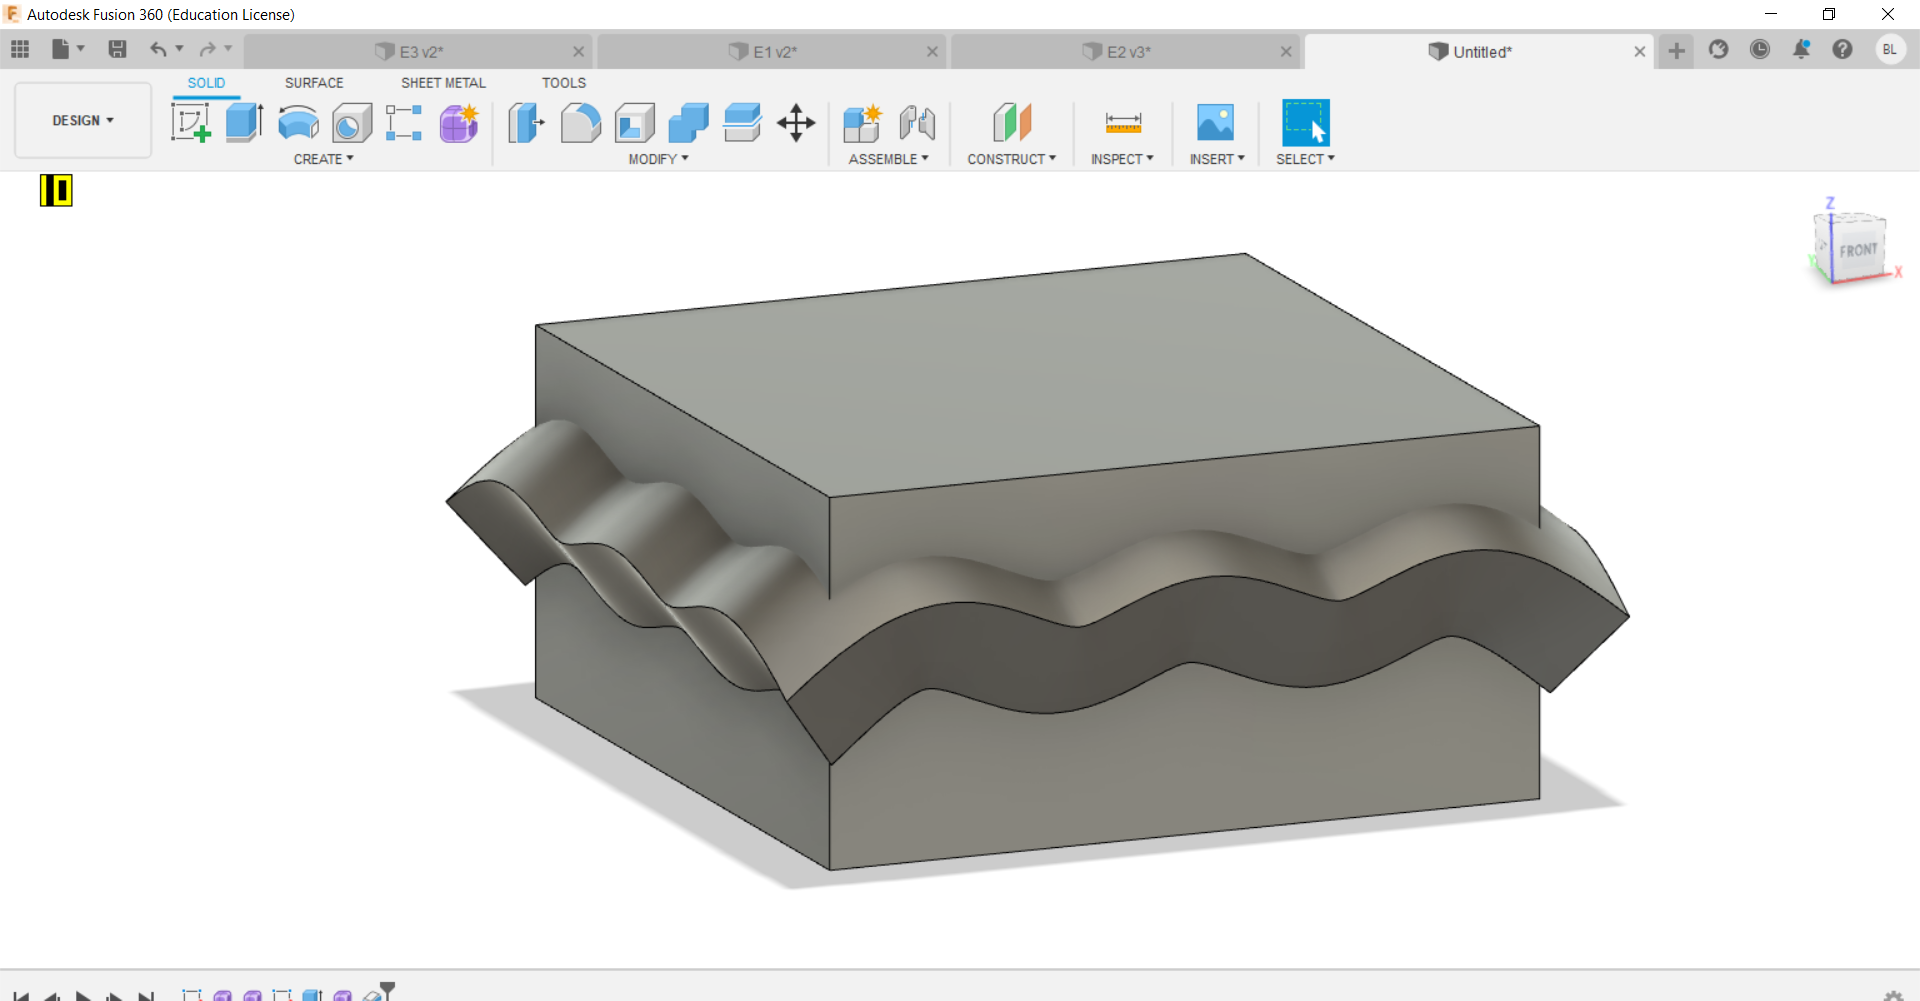 Autodesk Fusion 360 (Education License)
E3 v2*
E1 v2*
E2 v3*
Untitled*
BL
SOLID
SURFACE
SHEET METAL
TOOLS
DESIGN
CREATE
MODIFY
ASSEMBLE
CONSTRUCT
INSPECT
INSERT
SELECT
Z
FRONT
Y
X